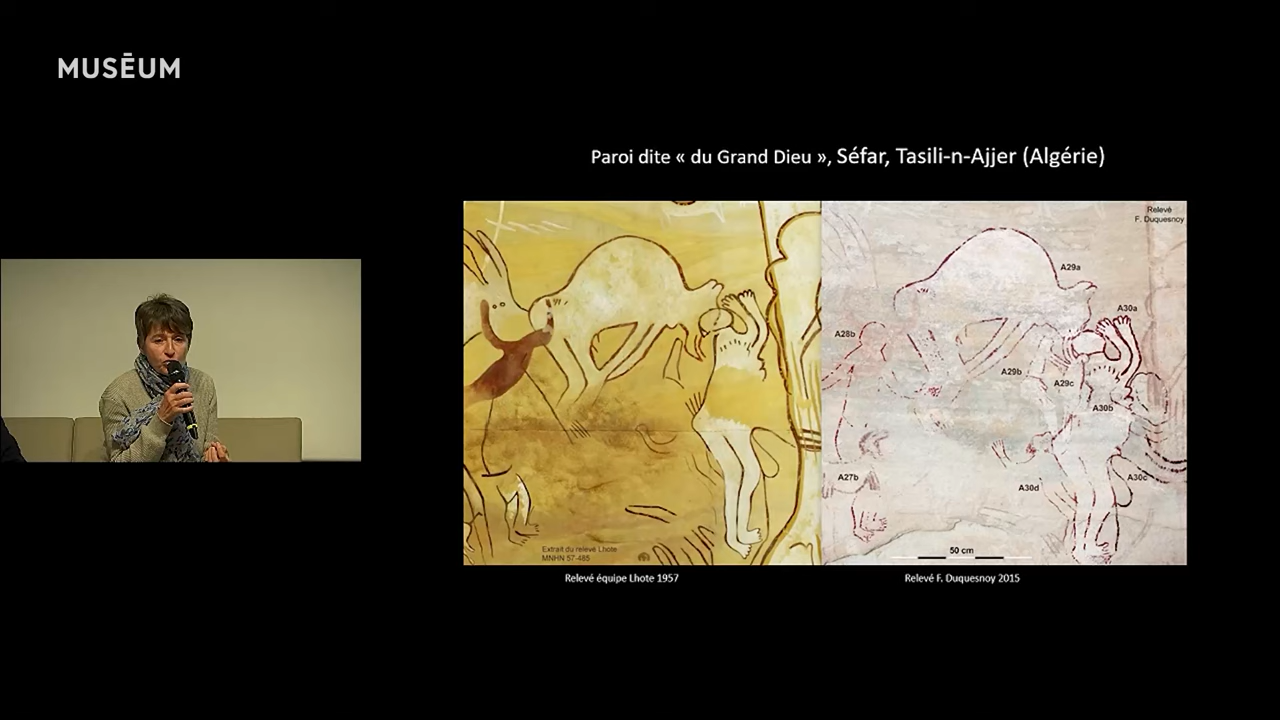 MUSĒUM
Paroi dite « du Grand Dieu », Séfar, Tasili-n-Ajjer (Algérie)
Relevé
F. Duquesnoy
A29a
A30a
A28b
A29b
A29c
A30b
A27b
A30d
A30c
Extrait du relevé Lhote
MNHN 57-485
50 cm
Relevé équipe Lhote 1957
Relevé F. Duquesnoy 2015